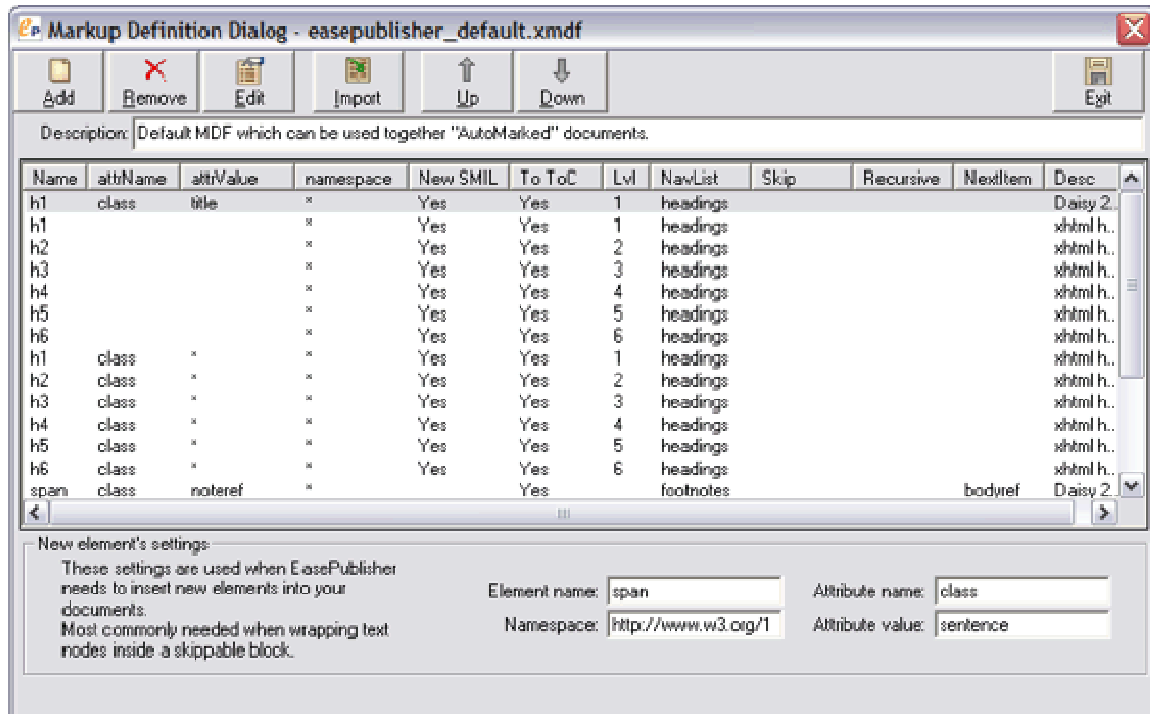 eP Markup Definition Dialog - easepublisher_default.xmdf
Add Remove Edit Import Up Down Exit
Description: Default MIDF which can be used together "AutoMarked" documents.
Name attrName attrValue namespace New SMIL To ToC Lvl NavList Skip Recursive NextItem Desc
h1 class title * Yes Yes 1 headings Daisy 2..
h1 * Yes Yes 1 headings xhtml h..
h2 * Yes Yes 2 headings xhtml h..
h3 * Yes Yes 3 headings xhtml h..
h4 * Yes Yes 4 headings xhtml h..
h5 * Yes Yes 5 headings xhtml h..
h6 * Yes Yes 6 headings xhtml h..
h1 class * * Yes Yes 1 headings xhtml h..
h2 class * * Yes Yes 2 headings xhtml h..
h3 class * * Yes Yes 3 headings xhtml h..
h4 class * * Yes Yes 4 headings xhtml h..
h5 class * * Yes Yes 5 headings xhtml h..
h6 class * * Yes Yes 6 headings xhtml h..
span class noteref * Yes footnotes bodyref Daisy 2..
New element's settings
These settings are used when EasePublisher
needs to insert new elements into your
documents.
Most commonly needed when wrapping text
nodes inside a skippable block.
Element name: span Attribute name: class
Namespace: http://www.w3.org/1 Attribute value: sentence